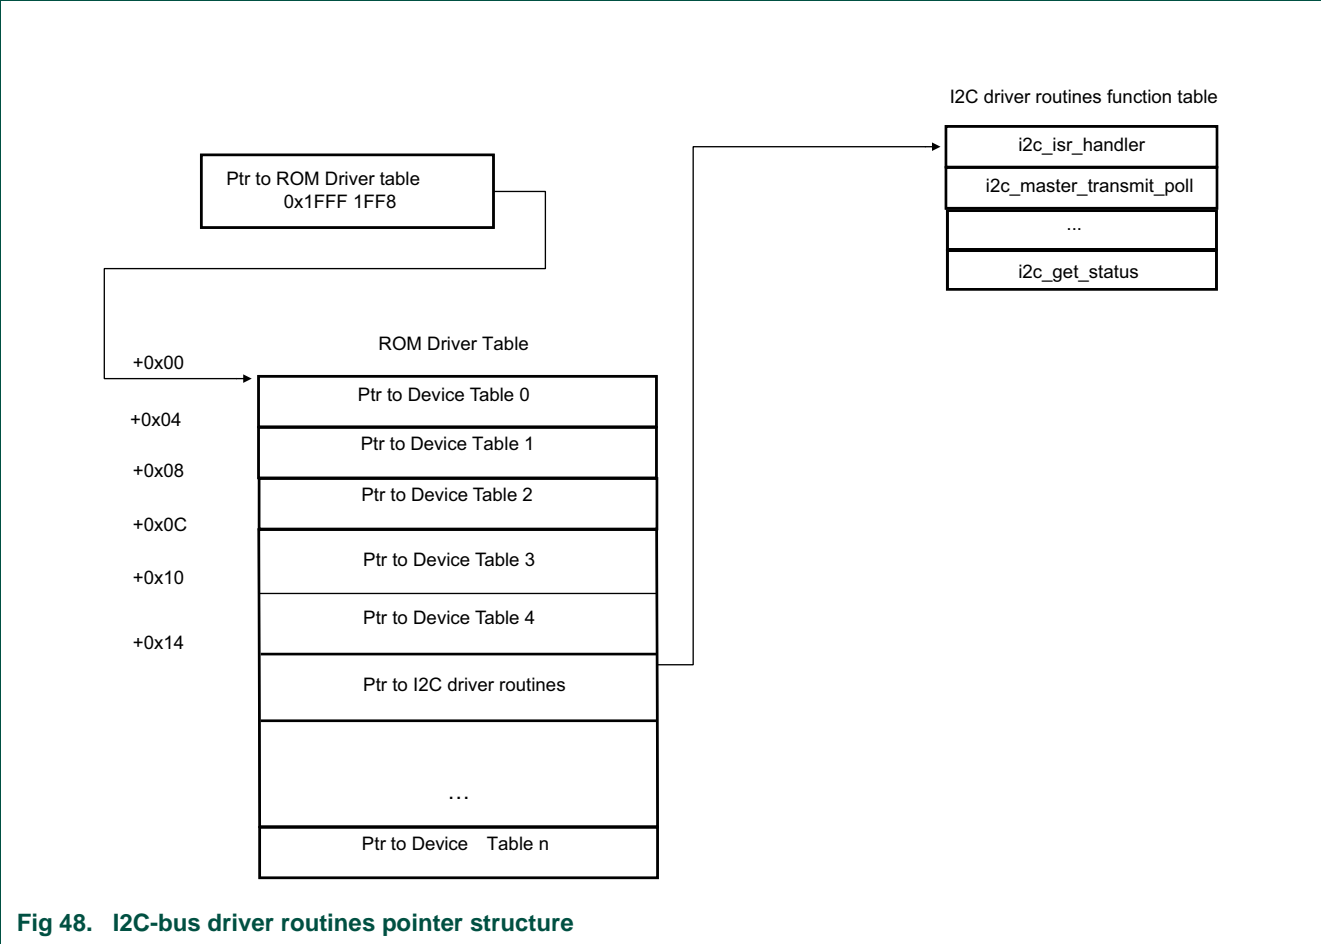 I2C driver routines function table
i2c_isr_handler
i2c_master_transmit_poll
...
i2c_get_status
Ptr to ROM Driver table
0x1FFF 1FF8
ROM Driver Table
+0x00
Ptr to Device Table 0
+0x04
Ptr to Device Table 1
+0x08
Ptr to Device Table 2
+0x0C
Ptr to Device Table 3
+0x10
Ptr to Device Table 4
+0x14
Ptr to I2C driver routines
...
Ptr to Device Table n
Fig 48. I2C-bus driver routines pointer structure